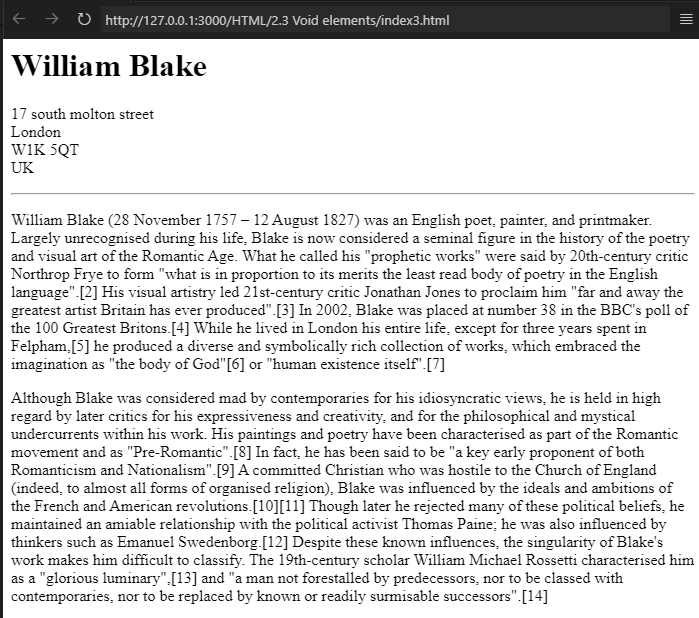 http://127.0.0.1:3000/HTML/2.3 Void elements/index3.html
William Blake
17 south molton street
London
W1K 5QT
UK
William Blake (28 November 1757 – 12 August 1827) was an English poet, painter, and printmaker.
Largely unrecognised during his life, Blake is now considered a seminal figure in the history of the poetry
and visual art of the Romantic Age. What he called his "prophetic works" were said by 20th-century critic
Northrop Frye to form "what is in proportion to its merits the least read body of poetry in the English
language".[2] His visual artistry led 21st-century critic Jonathan Jones to proclaim him "far and away the
greatest artist Britain has ever produced".[3] In 2002, Blake was placed at number 38 in the BBC's poll of
the 100 Greatest Britons.[4] While he lived in London his entire life, except for three years spent in
Felpham,[5] he produced a diverse and symbolically rich collection of works, which embraced the
imagination as "the body of God"[6] or "human existence itself".[7]
Although Blake was considered mad by contemporaries for his idiosyncratic views, he is held in high
regard by later critics for his expressiveness and creativity, and for the philosophical and mystical
undercurrents within his work. His paintings and poetry have been characterised as part of the Romantic
movement and as "Pre-Romantic".[8] In fact, he has been said to be "a key early proponent of both
Romanticism and Nationalism".[9] A committed Christian who was hostile to the Church of England
(indeed, to almost all forms of organised religion), Blake was influenced by the ideals and ambitions of
the French and American revolutions.[10][11] Though later he rejected many of these political beliefs, he
maintained an amiable relationship with the political activist Thomas Paine; he was also influenced by
thinkers such as Emanuel Swedenborg.[12] Despite these known influences, the singularity of Blake's
work makes him difficult to classify. The 19th-century scholar William Michael Rossetti characterised him
as a "glorious luminary",[13] and "a man not forestalled by predecessors, nor to be classed with
contemporaries, nor to be replaced by known or readily surmisable successors".[14]